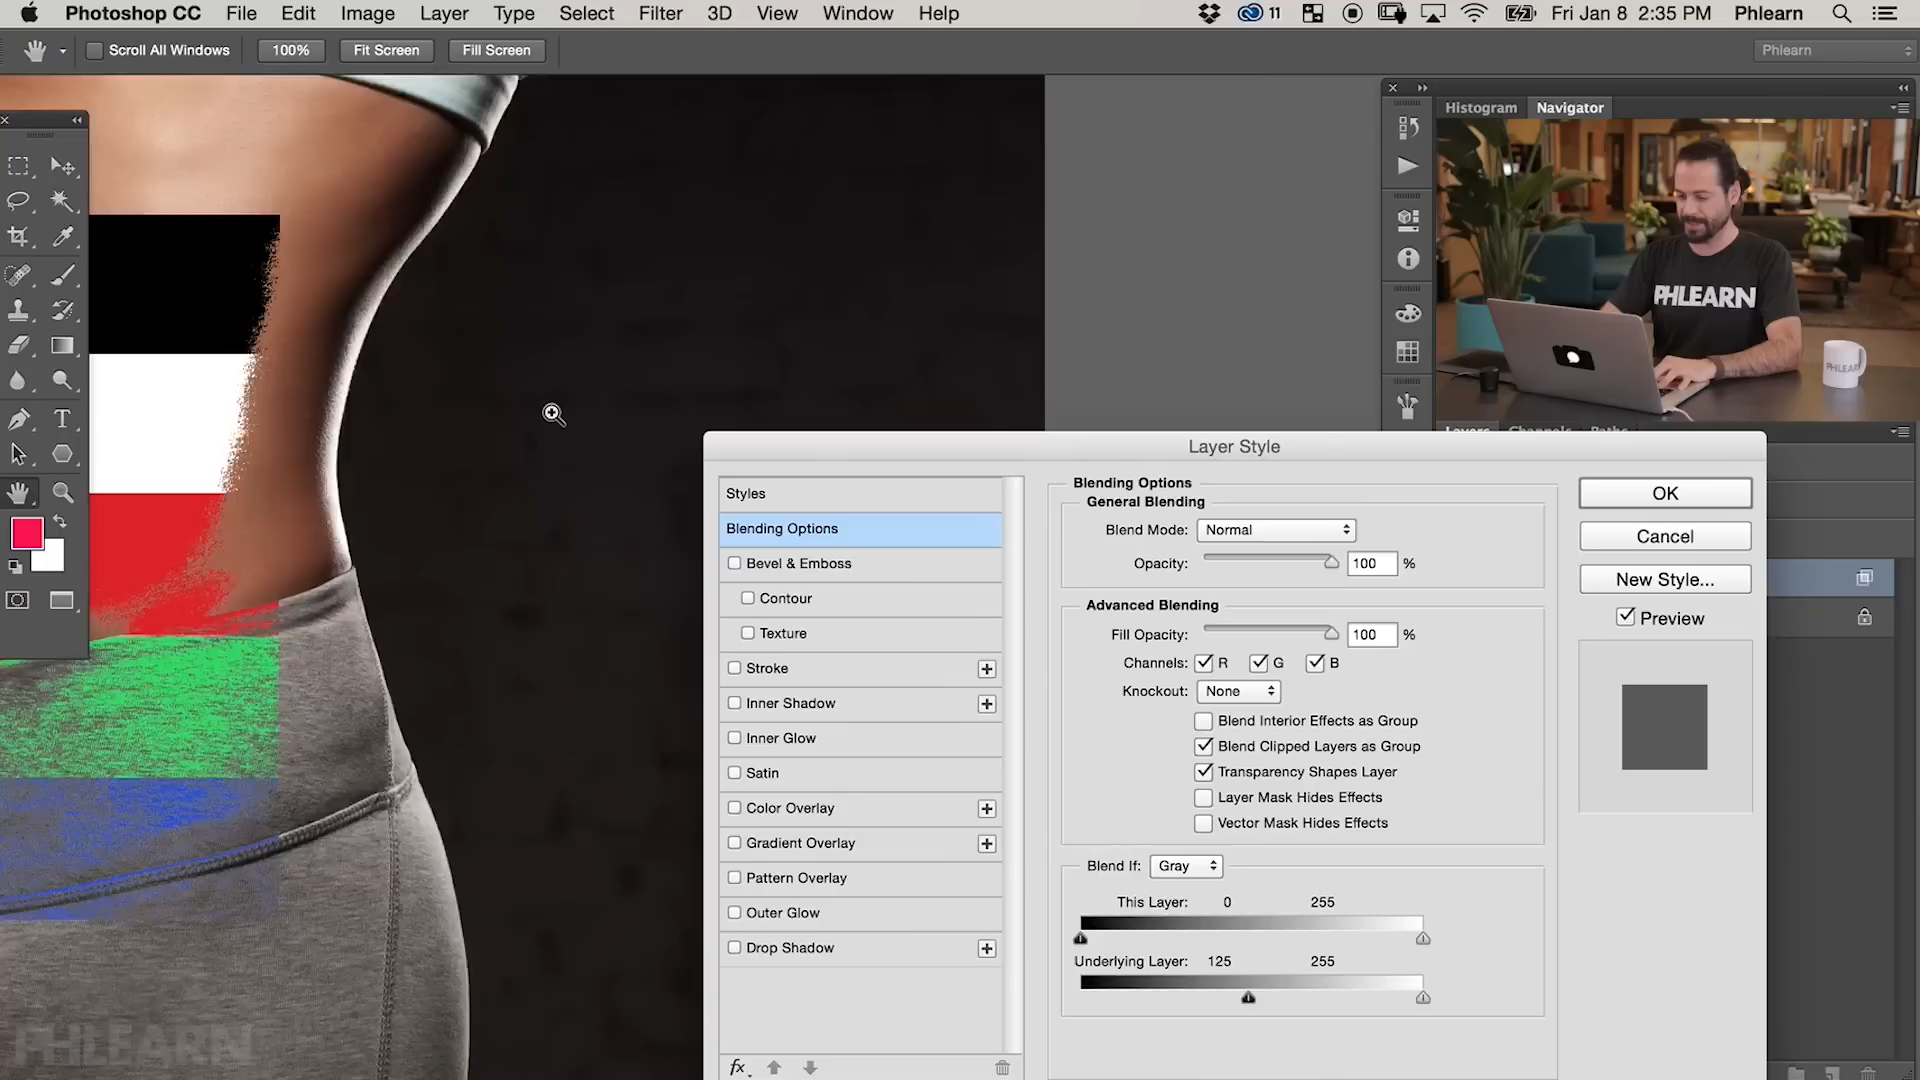 Photoshop CC File Edit Image Layer Type Select Filter 3D View Window Help 11 Fri Jan 8 2:35 PM Phlearn
Scroll All Windows 100% Fit Screen Fill Screen Phlearn
Histogram Navigator
PHLEARN
PHLEARN
Layers Channels Paths
Layer Style
Styles
Blending Options
Bevel & Emboss
Contour
Texture
Stroke
Inner Shadow
Inner Glow
Satin
Color Overlay
Gradient Overlay
Pattern Overlay
Outer Glow
Drop Shadow
fx
Blending Options
General Blending
Blend Mode: Normal
Opacity: 100 %
Advanced Blending
Fill Opacity: 100 %
Channels: R G B
Knockout: None
Blend Interior Effects as Group
Blend Clipped Layers as Group
Transparency Shapes Layer
Layer Mask Hides Effects
Vector Mask Hides Effects
Blend If: Gray
This Layer: 0 255
Underlying Layer: 125 255
OK
Cancel
New Style...
Preview
PHLEARN